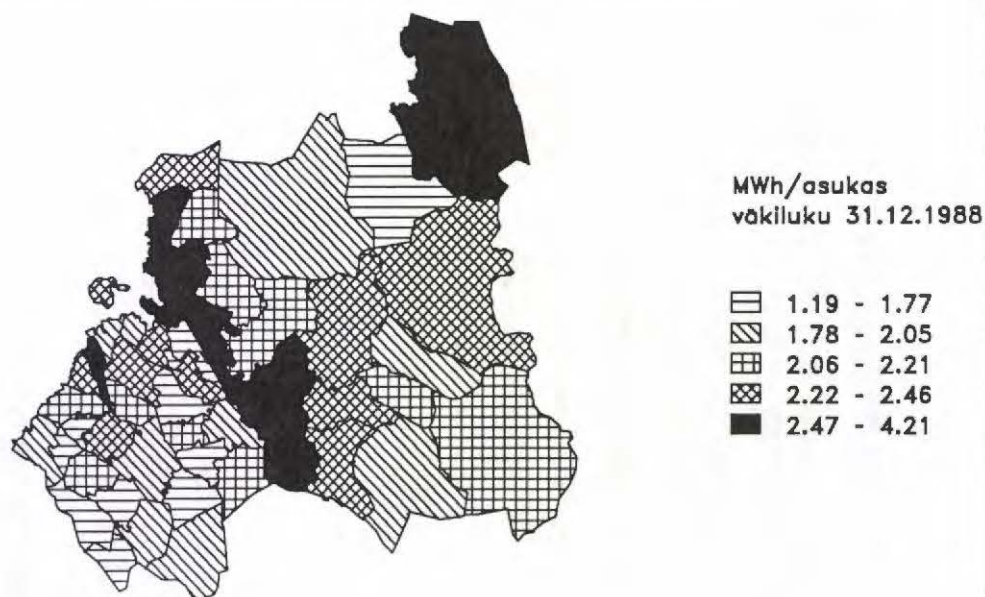 MWh/asukas
väkiluku 31.12.1988
1.19 - 1.77
1.78 - 2.05
2.06 - 2.21
2.22 - 2.46
2.47 - 4.21